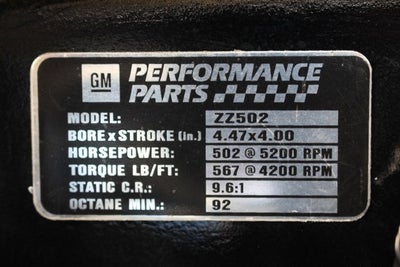 GM PERFORMANCE
PARTS
MODEL: ZZ502
BORE x STROKE (in.) 4.47x4.00
HORSEPOWER: 502 @ 5200 RPM
TORQUE LB/FT: 567 @ 4200 RPM
STATIC C.R.: 9.6:1
OCTANE MIN.: 92